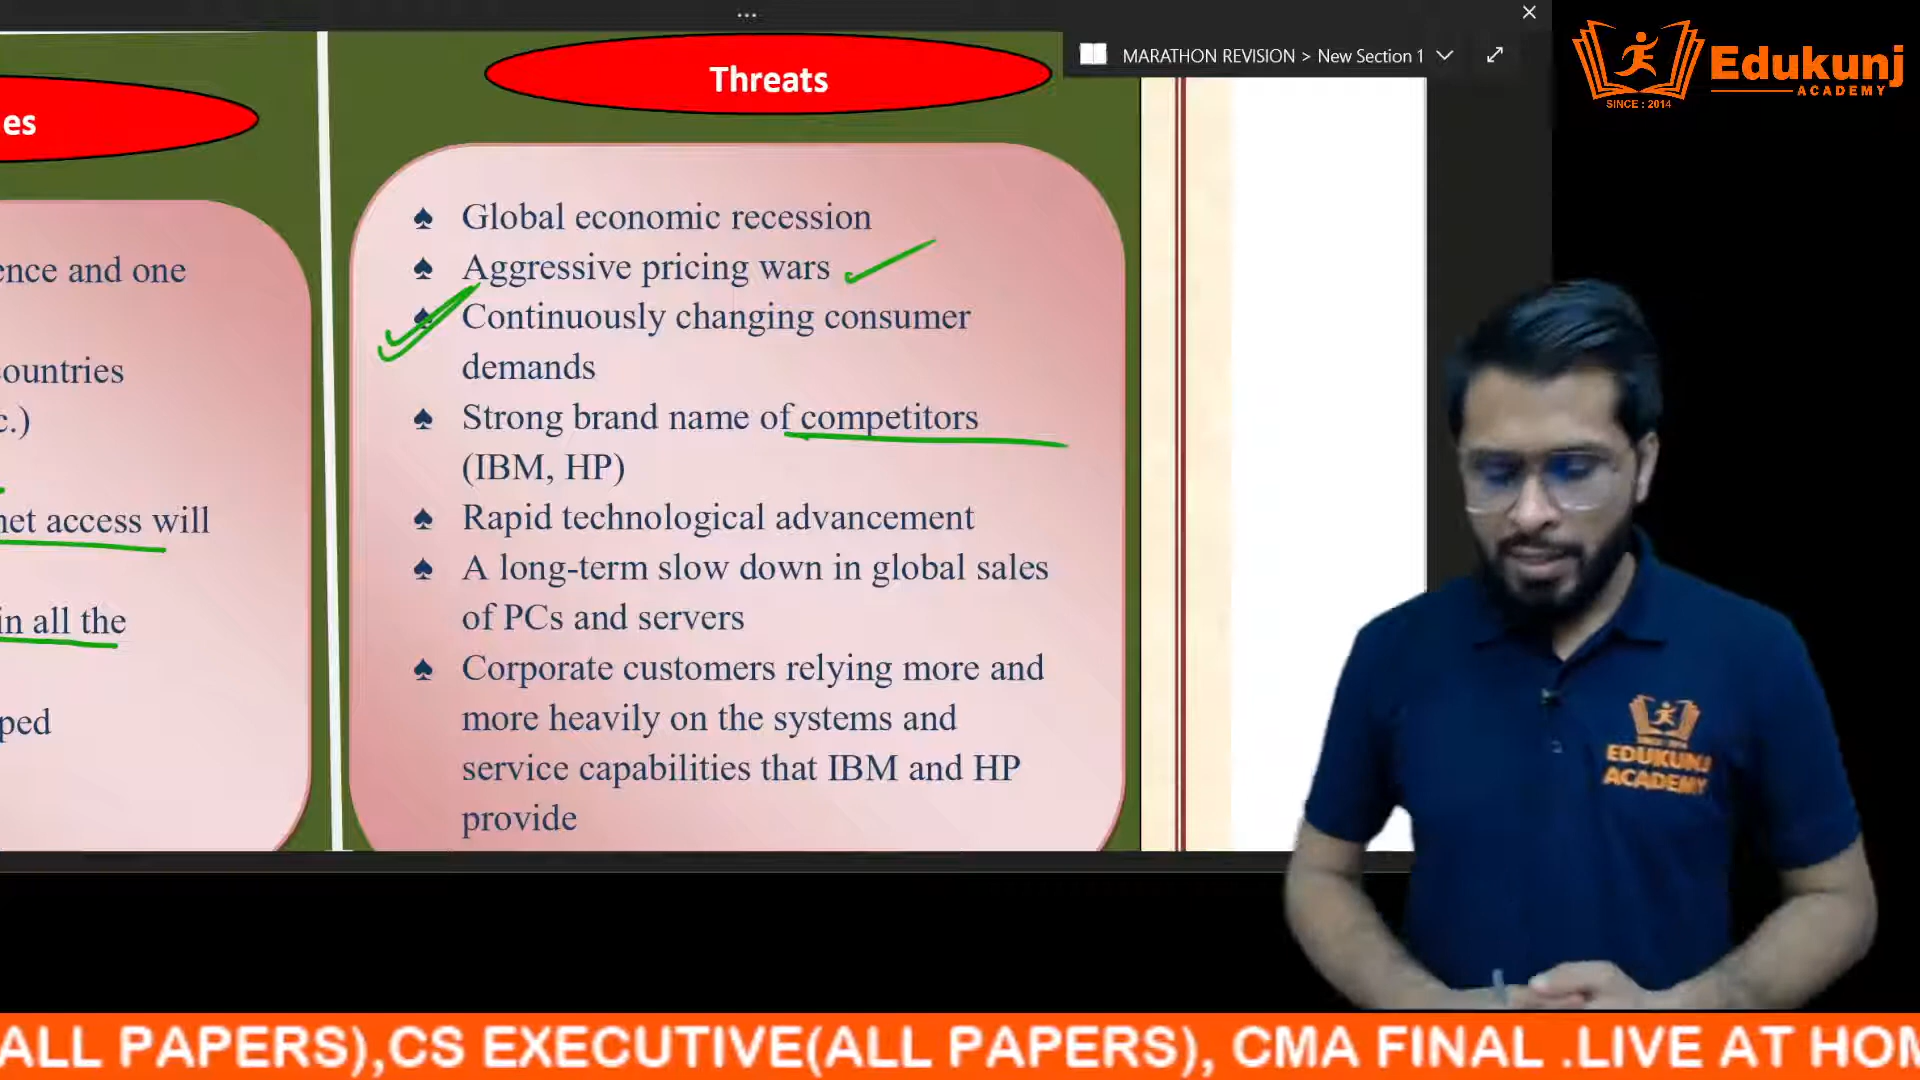 MARATHON REVISION > New Section 1
Edukunj
ACADEMY
SINCE : 2014
es
ence and one
countries
c.)
net access will
in all the
ped
Threats
♠ Global economic recession
♠ Aggressive pricing wars
♠ Continuously changing consumer
demands
♠ Strong brand name of competitors
(IBM, HP)
♠ Rapid technological advancement
♠ A long-term slow down in global sales
of PCs and servers
♠ Corporate customers relying more and
more heavily on the systems and
service capabilities that IBM and HP
provide
EDUKUNJ
ACADEMY
(ALL PAPERS),CS EXECUTIVE(ALL PAPERS), CMA FINAL .LIVE AT HOM